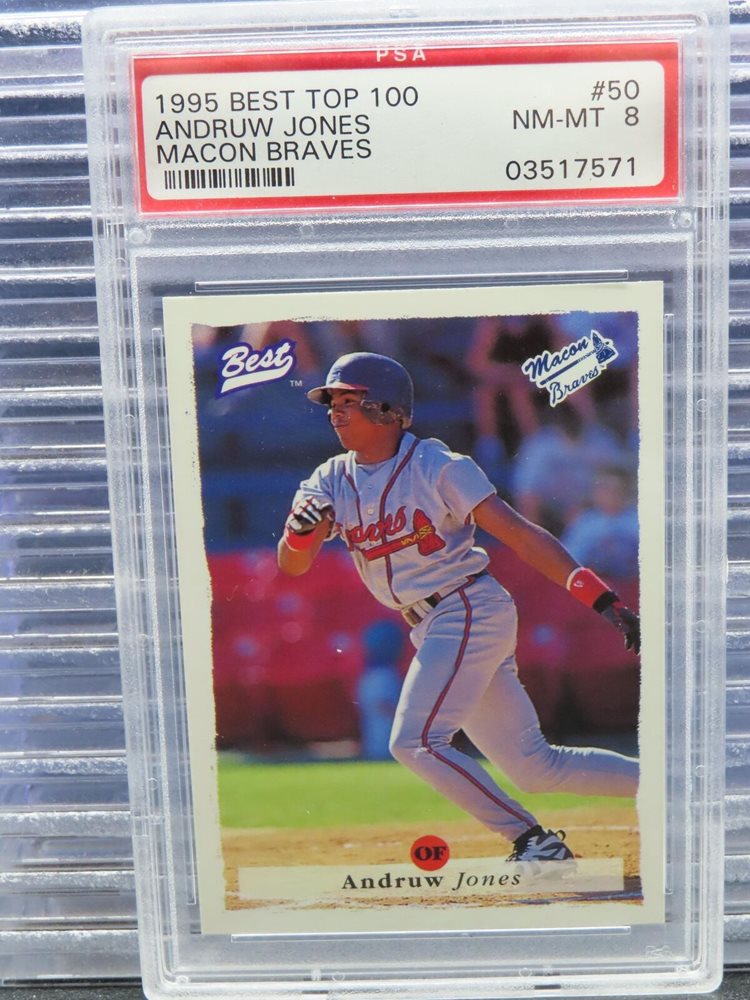 PSA
1995 BEST TOP 100 #50
ANDRUW JONES NM-MT 8
MACON BRAVES
03517571
Best
TM
Macon
Braves
OF
Andruw Jones